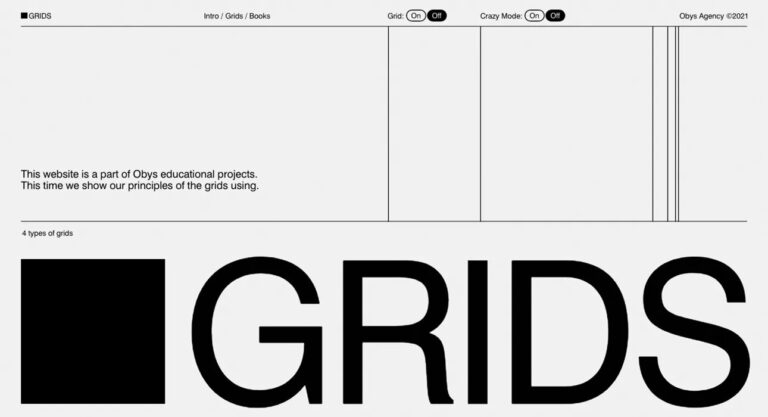 GRIDS
Intro / Grids / Books
Grid: On Off
Crazy Mode: On Off
Obys Agency ©2021
This website is a part of Obys educational projects.
This time we show our principles of the grids using.
4 types of grids
GRIDS